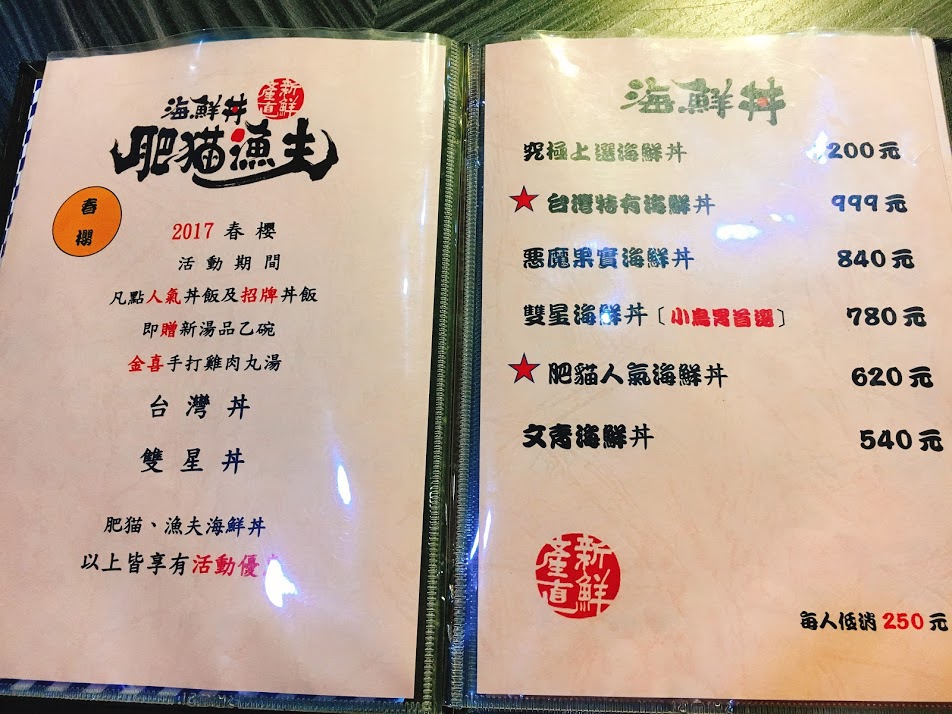 海鮮丼
新鮮
產直
肥猫漁夫
春櫻
2017 春櫻
活動期間
凡點人氣丼飯及招牌丼飯
即贈新湯品乙碗
金喜手打雞肉丸湯
台灣丼
雙星丼
肥猫、漁夫海鮮丼
以上皆享有活動優
海鮮丼
究極上選海鮮丼 200元
★台灣特有海鮮丼 999元
惡魔果實海鮮丼 840元
雙星海鮮丼〔小鳥胃首選〕 780元
★肥貓人氣海鮮丼 620元
文青海鮮丼 540元
新鮮
產直
每人低消250元